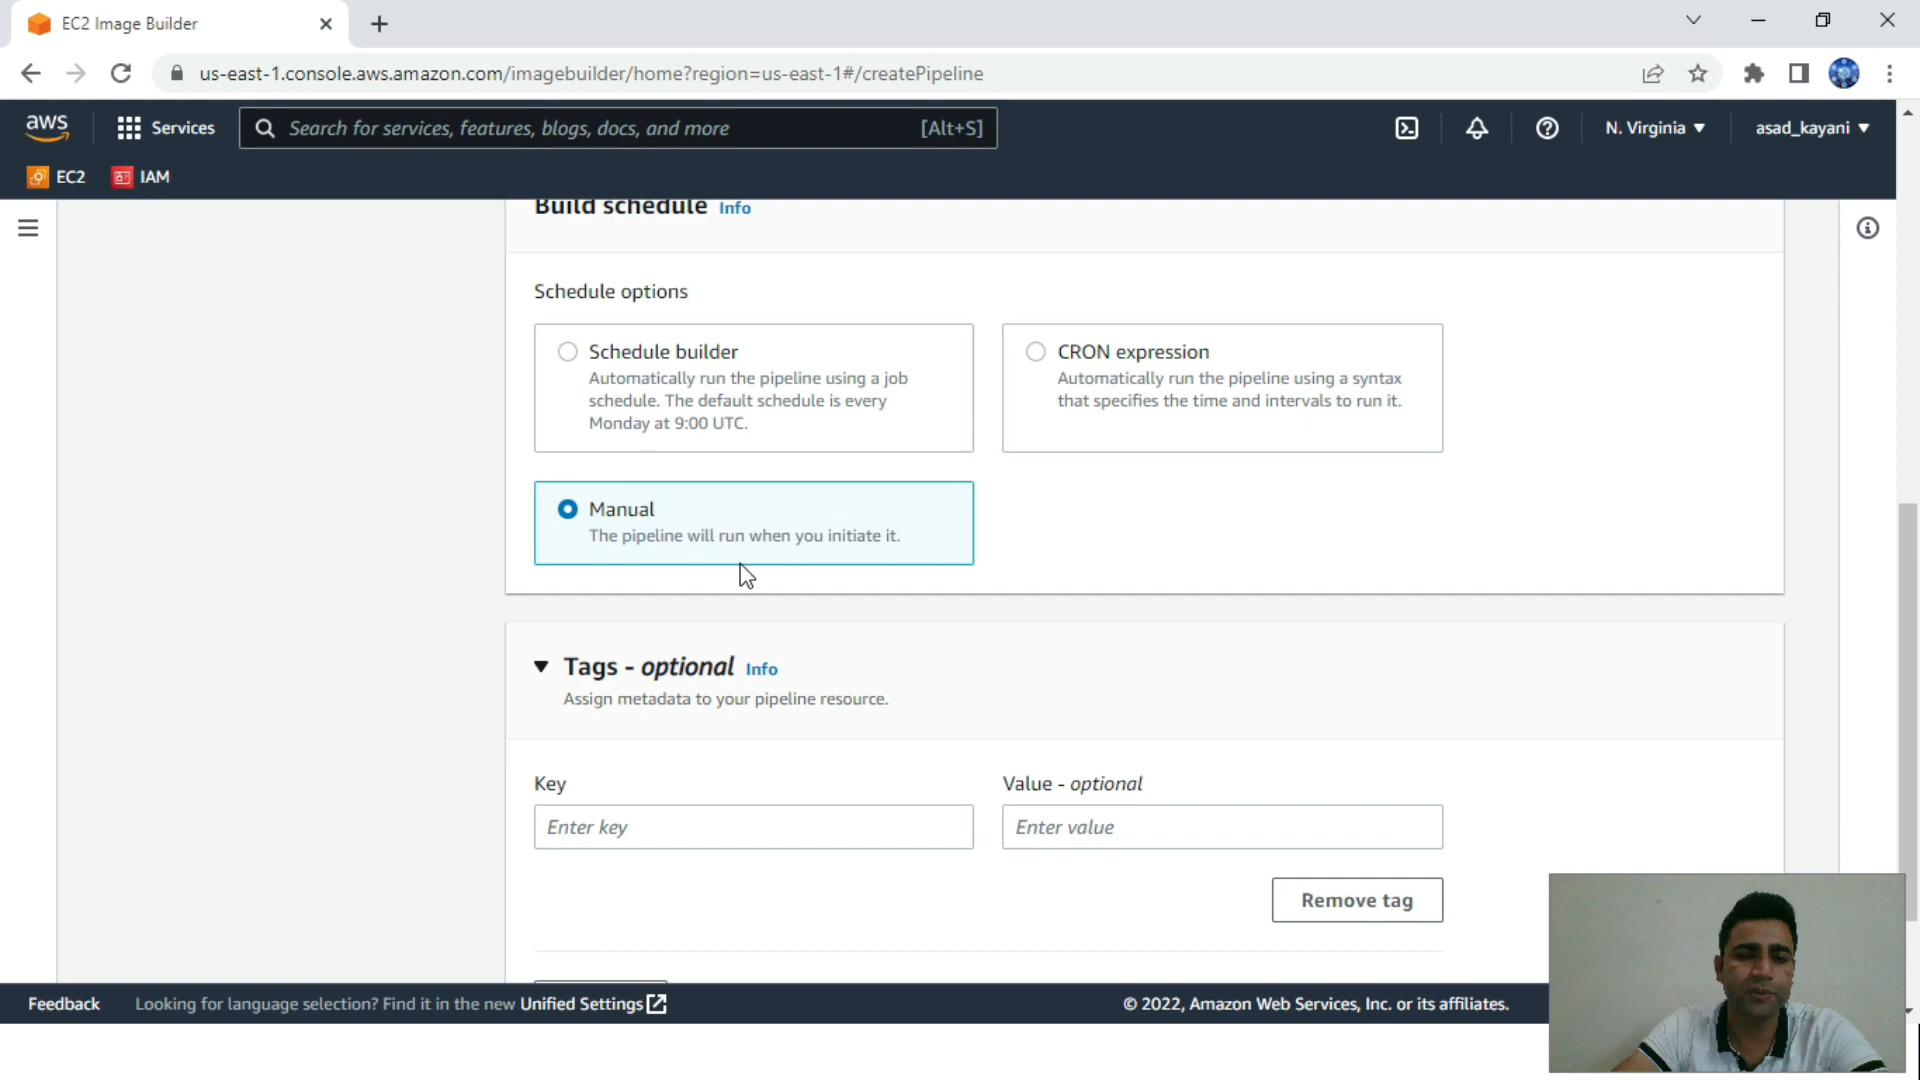 EC2 Image Builder
us-east-1.console.aws.amazon.com/imagebuilder/home?region=us-east-1#/createPipeline
aws
Services
Search for services, features, blogs, docs, and more
[Alt+S]
N. Virginia
asad_kayani
EC2
IAM
Build schedule Info
Schedule options
Schedule builder
Automatically run the pipeline using a job
schedule. The default schedule is every
Monday at 9:00 UTC.
CRON expression
Automatically run the pipeline using a syntax
that specifies the time and intervals to run it.
Manual
The pipeline will run when you initiate it.
Tags - optional Info
Assign metadata to your pipeline resource.
Key
Value - optional
Enter key
Enter value
Remove tag
Feedback
Looking for language selection? Find it in the new Unified Settings
© 2022, Amazon Web Services, Inc. or its affiliates.